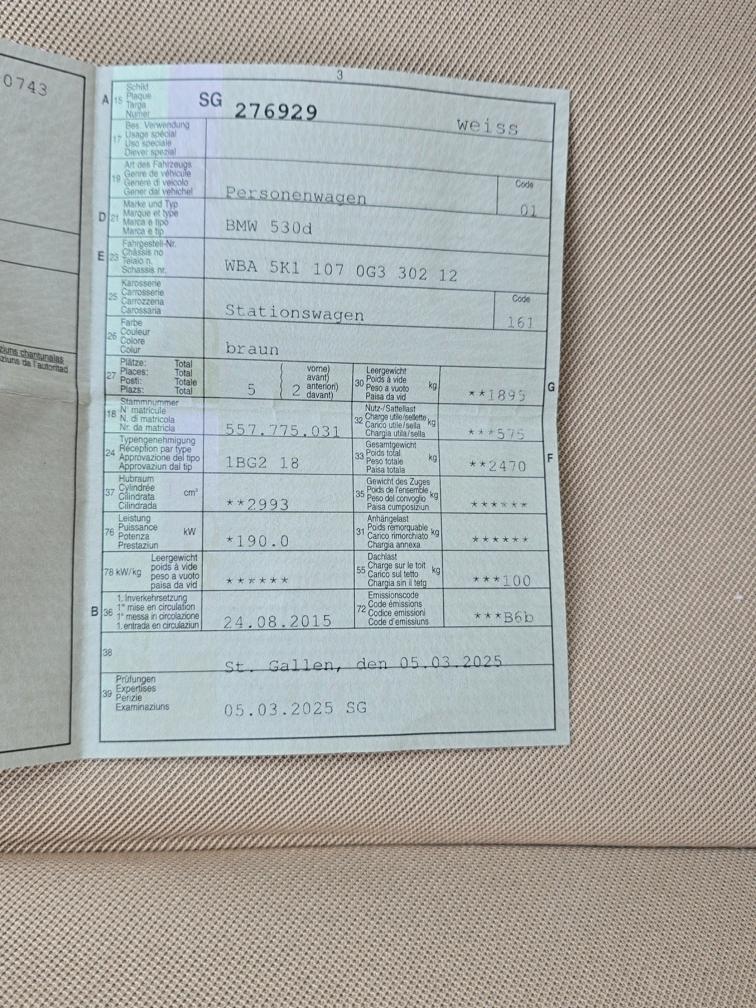 0743
ziuns chantunalas
ziuns da l'autoritad
3
A 15 Schild Plaque Targa Numer SG 276929 weiss
17 Bes. Verwendung
Usage spécial
Uso speciale
Diever spezial
19 Art des Fahrzeugs
Genre de véhicule
Genere di veicolo
Gener dal vehichel
Personenwagen
Code
01
D 21 Marke und Typ
Marque et type
Marca e tipo
Marca e tip
BMW 530d
E 23 Fahrgestell-Nr.
Châssis no
Telaio n.
Schassis nr.
WBA 5K1 107 0G3 302 12
25 Karosserie
Carrosserie
Carrozzeria
Carossaria
Stationswagen
Code
161
26 Farbe
Couleur
Colore
Colur
braun
27 Plätze: Total
Places: Total
Posti: Totale
Plazs: Total
5
2
vorne)
avant)
anteriori)
davant)
30 Leergewicht
Poids à vide
Peso a vuoto
Paisa da vid
kg
**1895
G
18 Stammnummer
N° matricule
N. di matricola
Nr. da matricla
557.775.031
32 Nutz-/Sattellast
Charge utile/sellette
Carico utile/sella
Chargia utila/sella
kg
***575
24 Typengenehmigung
Réception par type
Approvazione del tipo
Approvaziun dal tip
1BG2 18
33 Gesamtgewicht
Poids total
Peso totale
Paisa totala
kg
**2470
F
37 Hubraum
Cylindrée
Cilindrata
Cilindrada
cm³
**2993
35 Gewicht des Zuges
Poids de l'ensemble
Peso del convoglio
Paisa cumposiziun
kg
******
76 Leistung
Puissance
Potenza
Prestaziun
kW
*190.0
31 Anhängelast
Poids remorquable
Carico rimorchiato
Chargia annexa
kg
******
78 kW/kg
Leergewicht
poids à vide
peso a vuoto
paisa da vid
******
55 Dachlast
Charge sur le toit
Carico sul tetto
Chargia sin il tetg
kg
***100
B 36 1. Inverkehrsetzung
1re mise en circulation
1a messa in circolazione
1. entrada en circulaziun
24.08.2015
72 Emissionscode
Code émissions
Codice emissioni
Code d'emissiuns
***B6b
38
St. Gallen, den 05.03.2025
39 Prüfungen
Expertises
Perizie
Examinaziuns
05.03.2025 SG